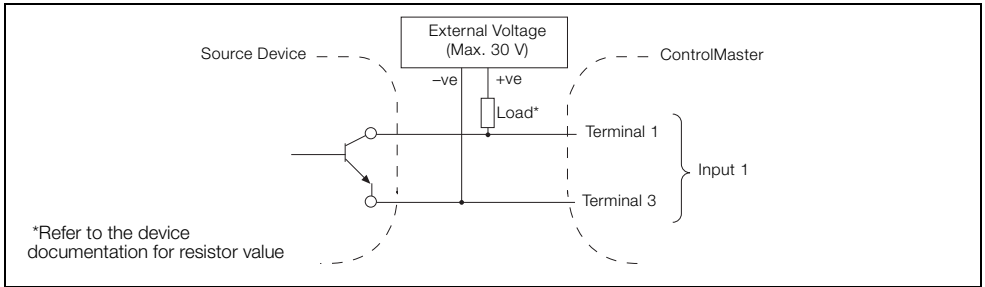 External Voltage
(Max. 30 V)
Source Device
ControlMaster
–ve
+ve
Load*
Terminal 1
Input 1
Terminal 3
*Refer to the device
documentation for resistor value